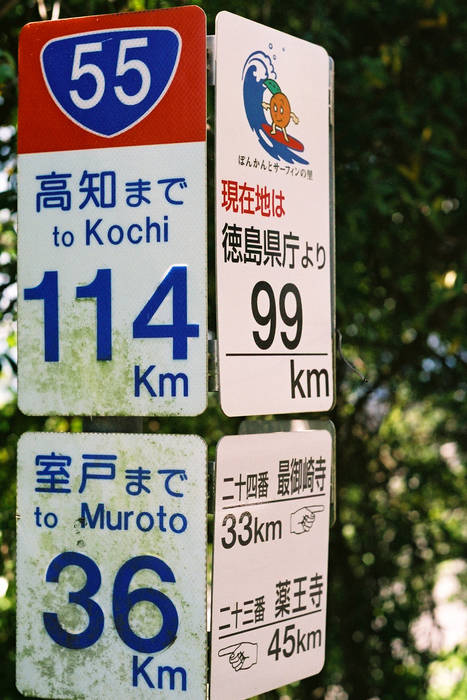 55
高知まで
to Kochi
114
Km
ぽんかんとサーフィンの里
現在地は
徳島県庁より
99
km
室戸まで
to Muroto
36
Km
二十四番 最御崎寺
33km
二十三番 薬王寺
45km